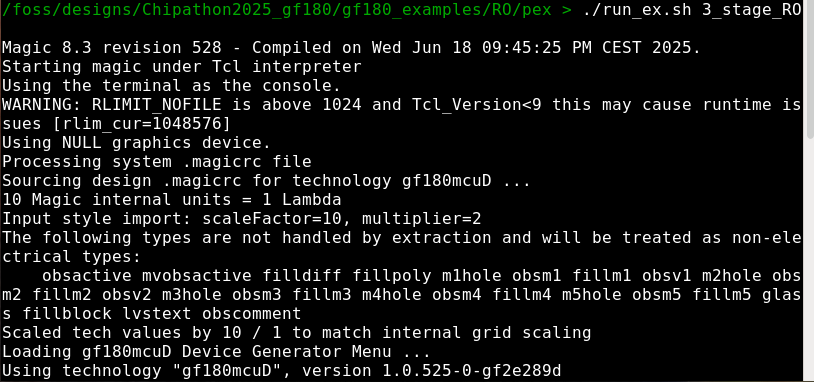 /foss/designs/Chipathon2025_gf180/gf180_examples/RO/pex > ./run_ex.sh 3_stage_RO
Magic 8.3 revision 528 - Compiled on Wed Jun 18 09:45:25 PM CEST 2025.
Starting magic under Tcl interpreter
Using the terminal as the console.
WARNING: RLIMIT_NOFILE is above 1024 and Tcl_Version<9 this may cause runtime is
sues [rlim_cur=1048576]
Using NULL graphics device.
Processing system .magicrc file
Sourcing design .magicrc for technology gf180mcuD ...
10 Magic internal units = 1 Lambda
Input style import: scaleFactor=10, multiplier=2
The following types are not handled by extraction and will be treated as non-ele
ctrical types:
    obsactive mvobsactive filldiff fillpoly m1hole obsm1 fillm1 obsv1 m2hole obs
m2 fillm2 obsv2 m3hole obsm3 fillm3 m4hole obsm4 fillm4 m5hole obsm5 fillm5 glas
s fillblock lvstext obscomment
Scaled tech values by 10 / 1 to match internal grid scaling
Loading gf180mcuD Device Generator Menu ...
Using technology "gf180mcuD", version 1.0.525-0-gf2e289d